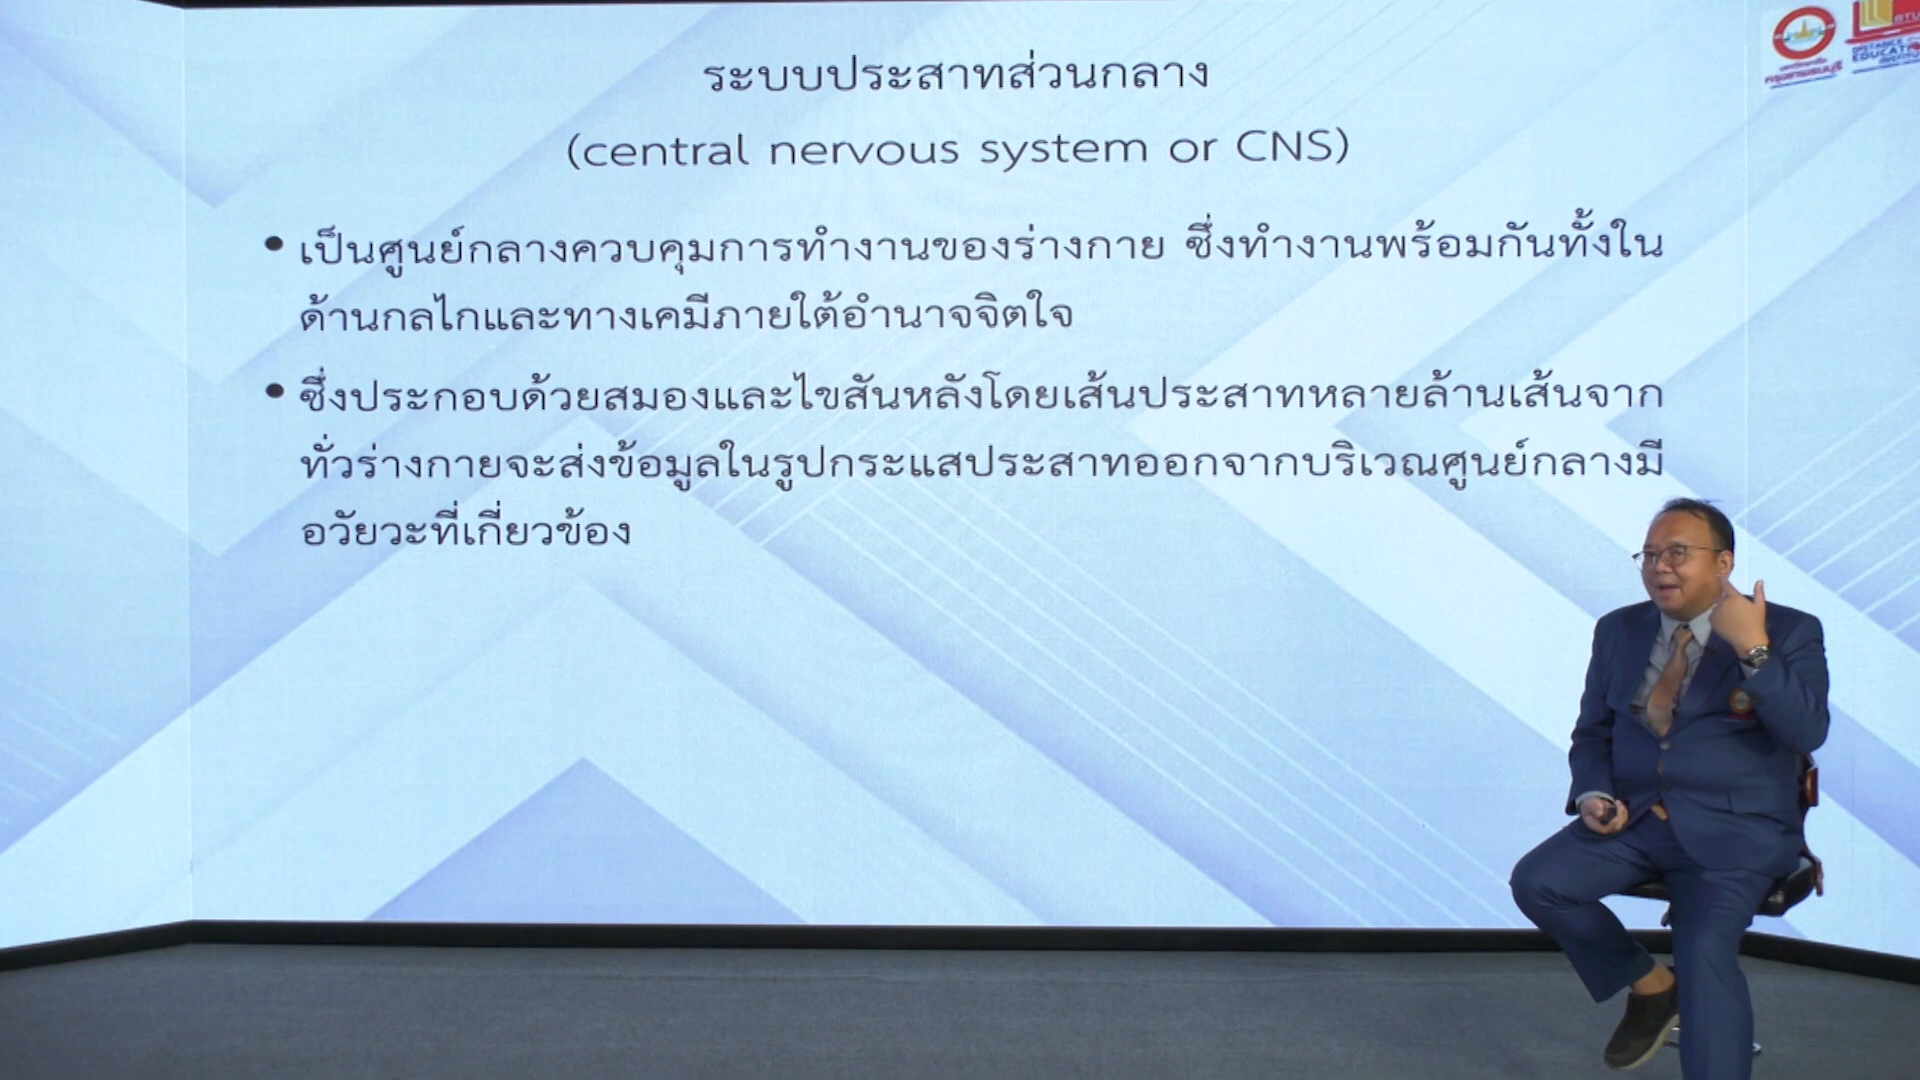 ระบบประสาทส่วนกลาง
(central nervous system or CNS)
• เป็นศูนย์กลางควบคุมการทำงานของร่างกาย ซึ่งทำงานพร้อมกันทั้งใน
ด้านกลไกและทางเคมีภายใต้อำนาจจิตใจ
• ซึ่งประกอบด้วยสมองและไขสันหลังโดยเส้นประสาทหลายล้านเส้นจาก
ทั่วร่างกายจะส่งข้อมูลในรูปกระแสประสาทออกจากบริเวณศูนย์กลางมี
อวัยวะที่เกี่ยวข้อง